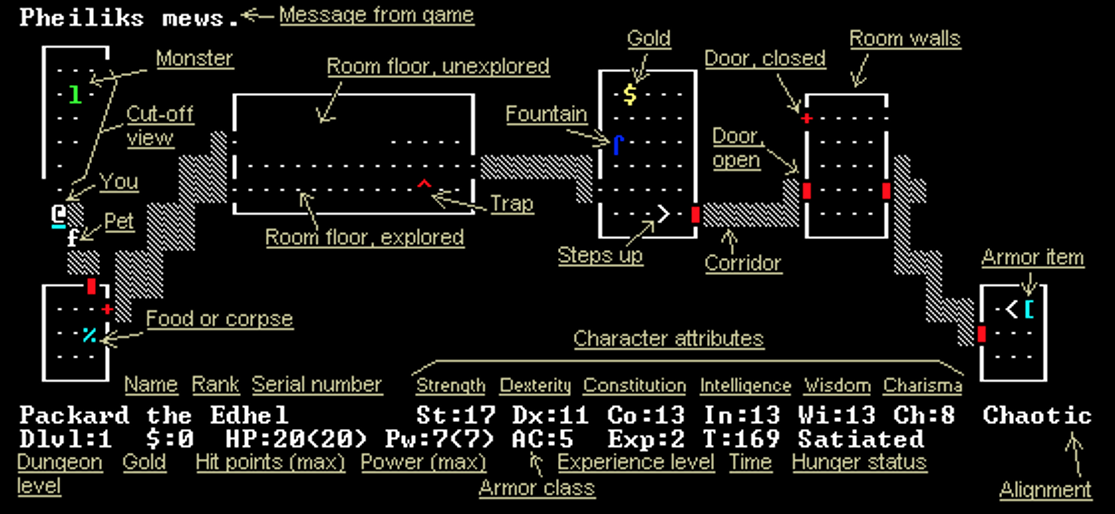 Pheiliks mews.
Message from game
Gold
Room walls
Monster
Room floor, unexplored
Door, closed
l
$
Cut-off
view
Fountain
+
Door,
open
You
^
Trap
@
Pet
f
Room floor, explored
>
Steps up
Corridor
Armor item
+
Food or corpse
<[
%
Character attributes
Name Rank Serial number Strength Dexterity Constitution Intelligence Wisdom Charisma
Packard the Edhel St:17 Dx:11 Co:13 In:13 Wi:13 Ch:8 Chaotic
Dlvl:1 $:0 HP:20(20) Pw:7(7) AC:5 Exp:2 T:169 Satiated
Dungeon
level
Gold Hit points (max) Power (max) Experience level Time Hunger status
Armor class
Alignment